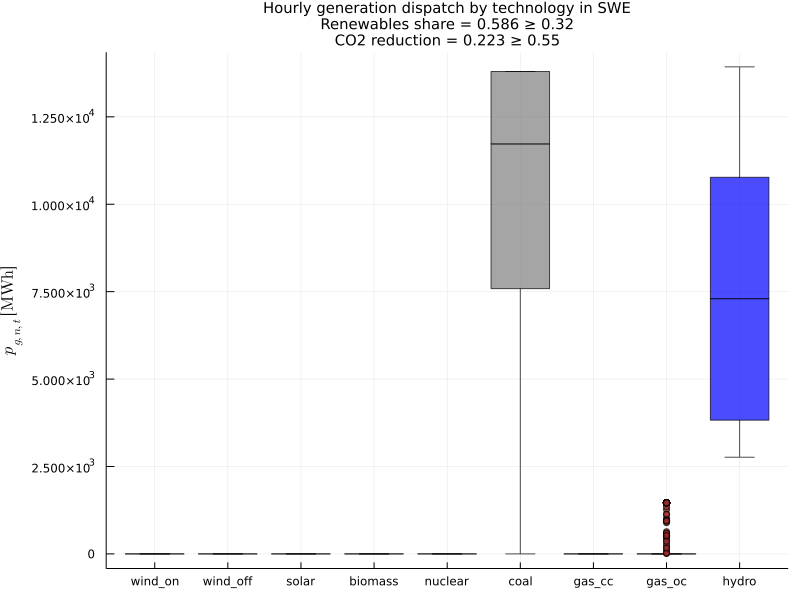 Hourly generation dispatch by technology in SWE
Renewables share = 0.586 ≥ 0.32
CO2 reduction = 0.223 ≥ 0.55
p_{g,n,t} [MWh]
1.250×10⁴
1.000×10⁴
7.500×10³
5.000×10³
2.500×10³
0
wind_on wind_off solar biomass nuclear coal gas_cc gas_oc hydro